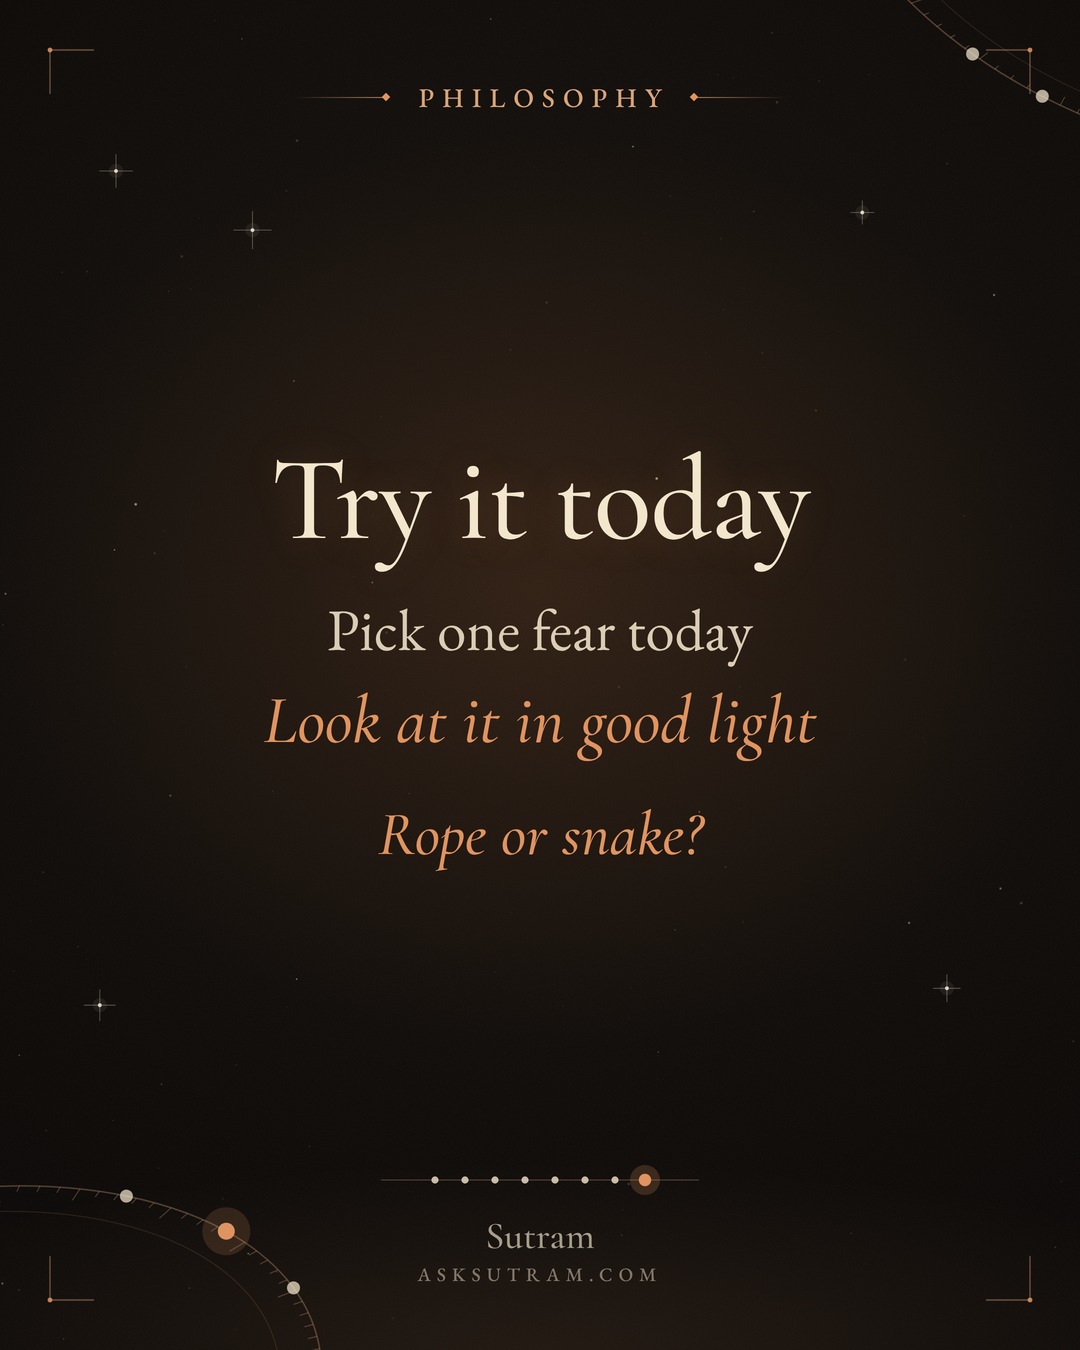 PHILOSOPHY
Try it today
Pick one fear today
Look at it in good light
Rope or snake?
Sutram
ASKSUTRAM.COM